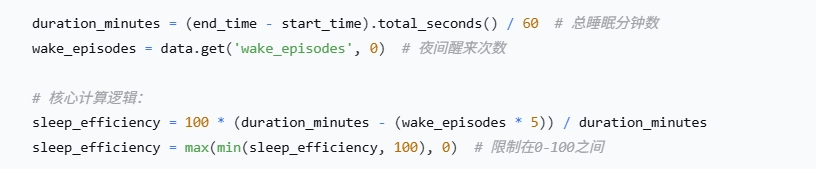 duration_minutes = (end_time - start_time).total_seconds() / 60  # 总睡眠分钟数
wake_episodes = data.get('wake_episodes', 0)  # 夜间醒来次数
# 核心计算逻辑：
sleep_efficiency = 100 * (duration_minutes - (wake_episodes * 5)) / duration_minutes
sleep_efficiency = max(min(sleep_efficiency, 100), 0)  # 限制在0-100之间